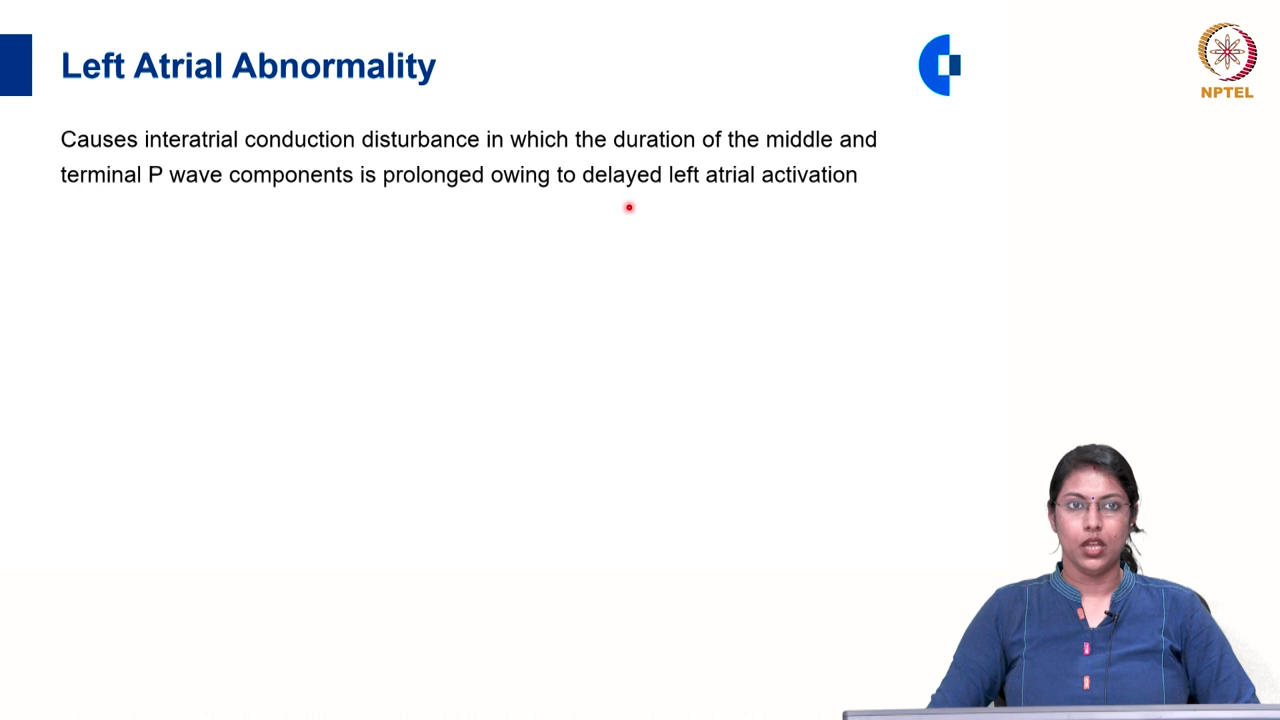 Left Atrial Abnormality
NPTEL
Causes interatrial conduction disturbance in which the duration of the middle and
terminal P wave components is prolonged owing to delayed left atrial activation